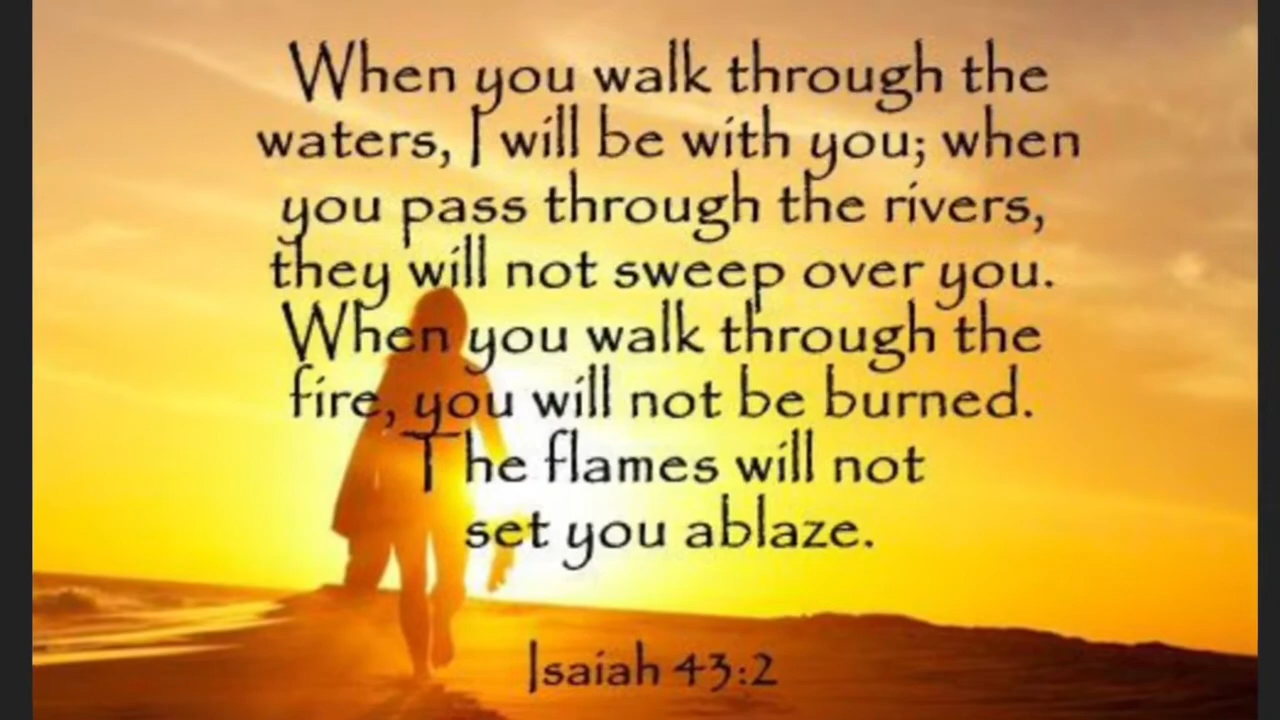 When you walk through the
waters, I will be with you; when
you pass through the rivers,
they will not sweep over you.
When you walk through the
fire, you will not be burned.
The flames will not
set you ablaze.
Isaiah 43:2